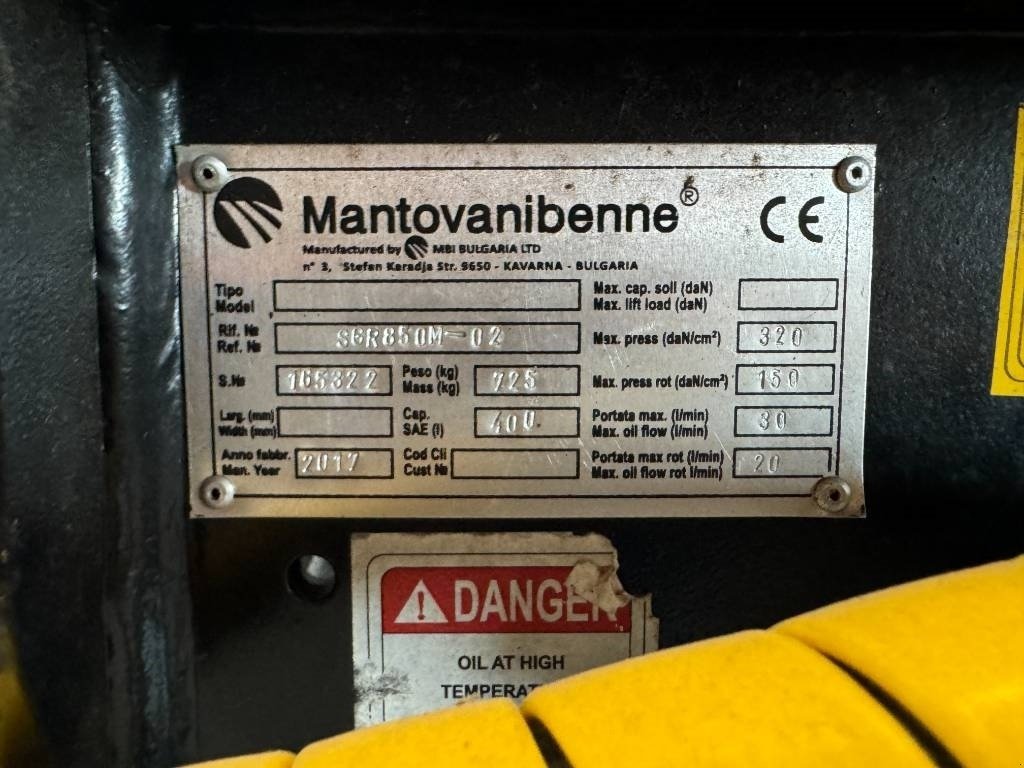 Mantovanibenne®
CE
Manufactured by MBI BULGARIA LTD
n° 3, Stefan Karadja Str. 9650 - KAVARNA - BULGARIA
Tipo
Model
Max. cap. soll (daN)
Max. lift load (daN)
Rif. №
Ref. №
SGR850M-02
Max. press (daN/cm²)
320
S.№
165322
Peso (kg)
Mass (kg)
725
Max. press rot (daN/cm²)
150
Larg. (mm)
Width (mm)
Cap.
SAE (l)
400
Portata max. (l/min)
Max. oil flow (l/min)
30
Anno fabbr.
Man. Year
2017
Cod Cli
Cust №
Portata max rot (l/min)
Max. oil flow rot l/min)
20
DANGER
OIL AT HIGH